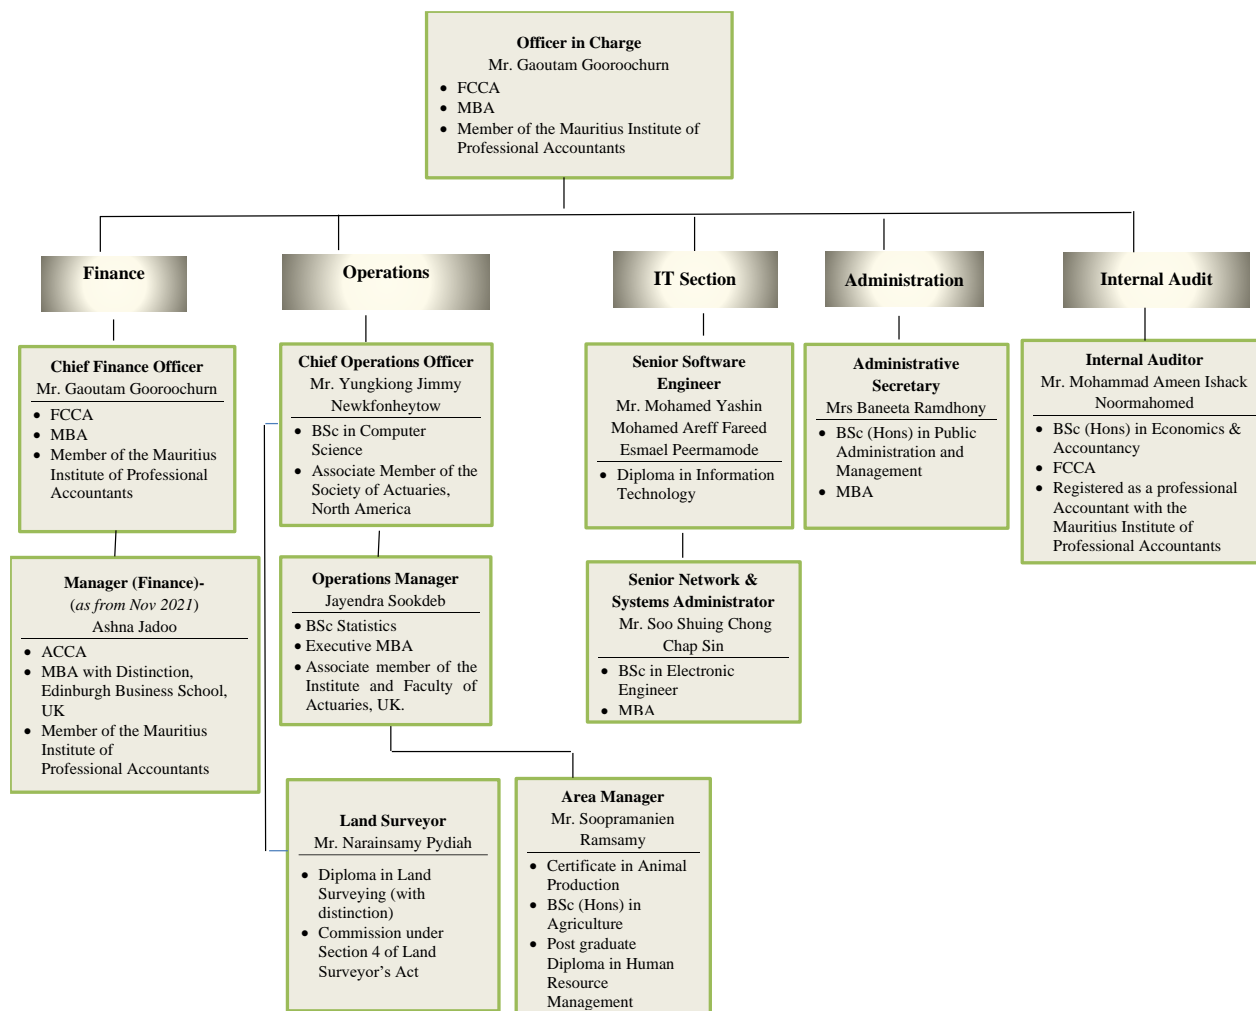 Officer in Charge
Mr. Gaoutam Gooroochurn
• FCCA
• MBA
• Member of the Mauritius Institute of
Professional Accountants
Finance
Operations
IT Section
Administration
Internal Audit
Chief Finance Officer
Mr. Gaoutam Gooroochurn
• FCCA
• MBA
• Member of the Mauritius
Institute of Professional
Accountants
Chief Operations Officer
Mr. Yungkiong Jimmy
Newkfonheytow
• BSc in Computer
Science
• Associate Member of the
Society of Actuaries,
North America
Senior Software
Engineer
Mr. Mohamed Yashin
Mohamed Areff Fareed
Esmael Peermamode
• Diploma in Information
Technology
Administrative
Secretary
Mrs Baneeta Ramdhony
• BSc (Hons) in Public
Administration and
Management
• MBA
Internal Auditor
Mr. Mohammad Ameen Ishack
Noormahomed
• BSc (Hons) in Economics &
Accountancy
• FCCA
• Registered as a professional
Accountant with the
Mauritius Institute of
Professional Accountants
Manager (Finance)-
(as from Nov 2021)
Ashna Jadoo
• ACCA
• MBA with Distinction,
Edinburgh Business School,
UK
• Member of the Mauritius
Institute of
Professional Accountants
Operations Manager
Jayendra Sookdeb
• BSc Statistics
• Executive MBA
• Associate member of the
Institute and Faculty of
Actuaries, UK.
Senior Network &
Systems Administrator
Mr. Soo Shuing Chong
Chap Sin
• BSc in Electronic
Engineer
• MBA
Land Surveyor
Mr. Narainsamy Pydiah
• Diploma in Land
Surveying (with
distinction)
• Commission under
Section 4 of Land
Surveyor’s Act
Area Manager
Mr. Soopramanien
Ramsamy
• Certificate in Animal
Production
• BSc (Hons) in
Agriculture
• Post graduate
Diploma in Human
Resource
Management